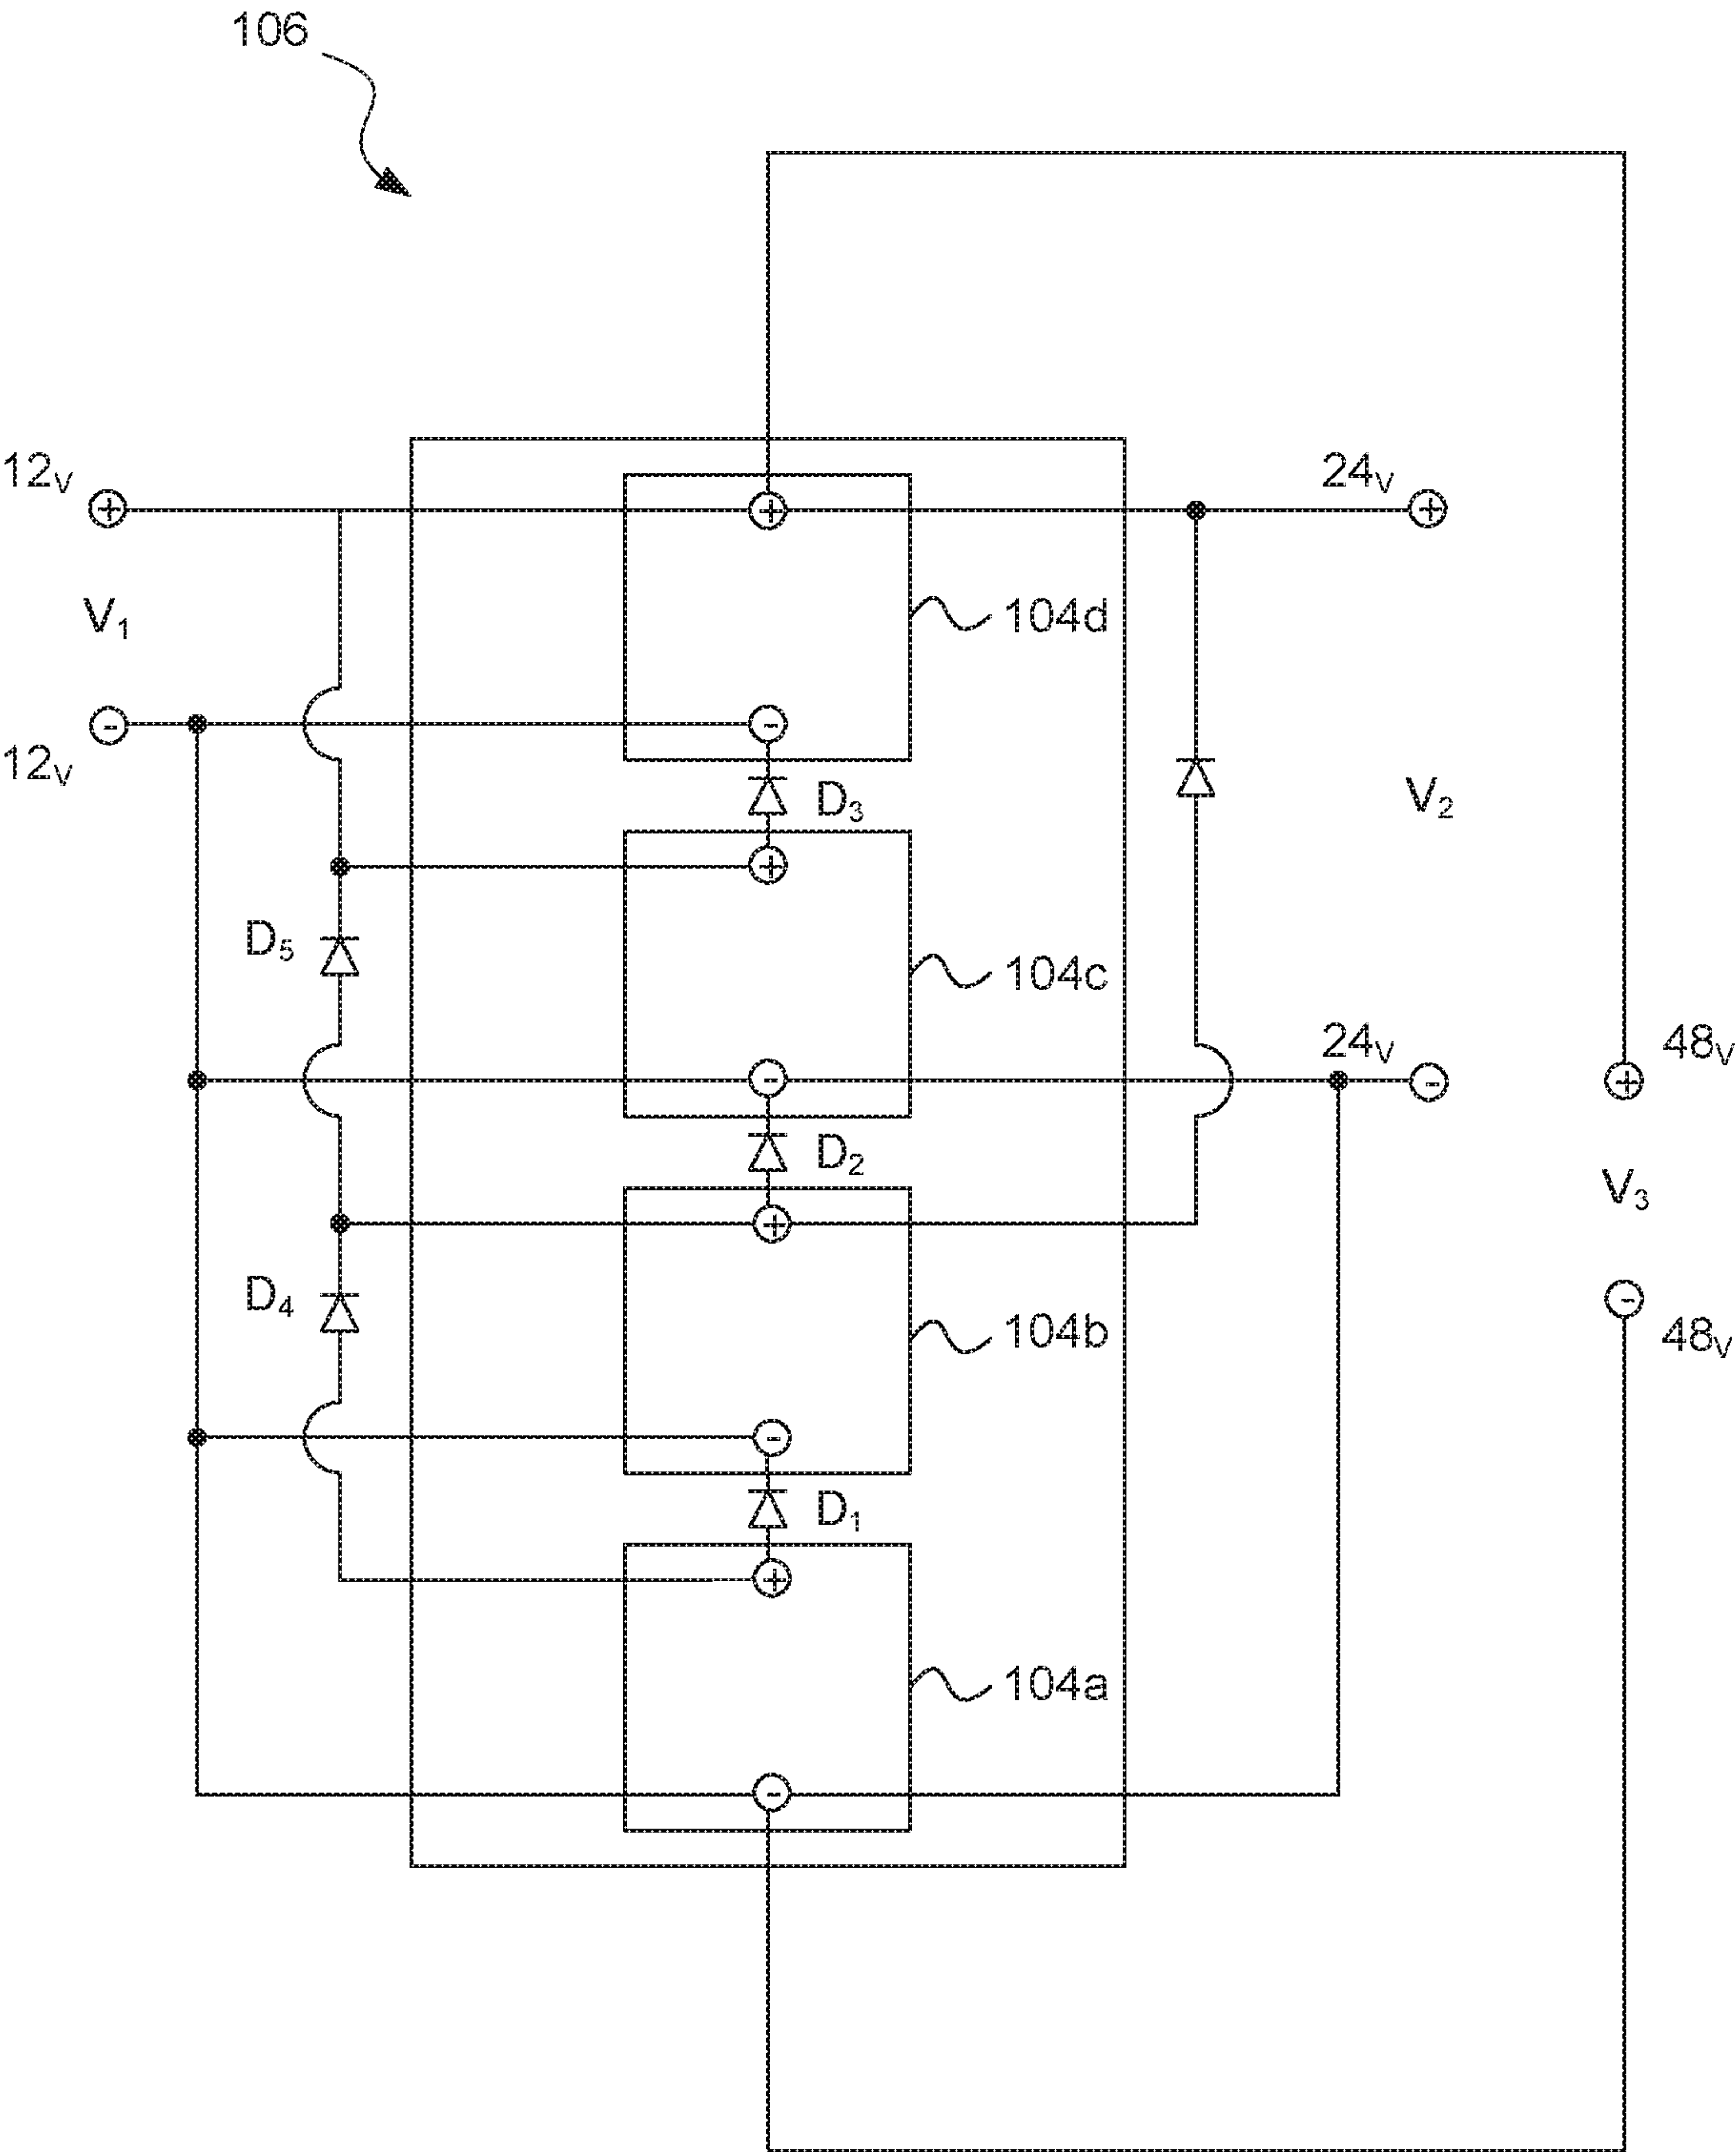 106
12V
+
+
24V
+
V1
104d
-
12V
-
D3
V2
+
D5
104c
24V
48V
-
-
+
D2
V3
+
D4
104b
-
48V
-
D1
+
104a
-